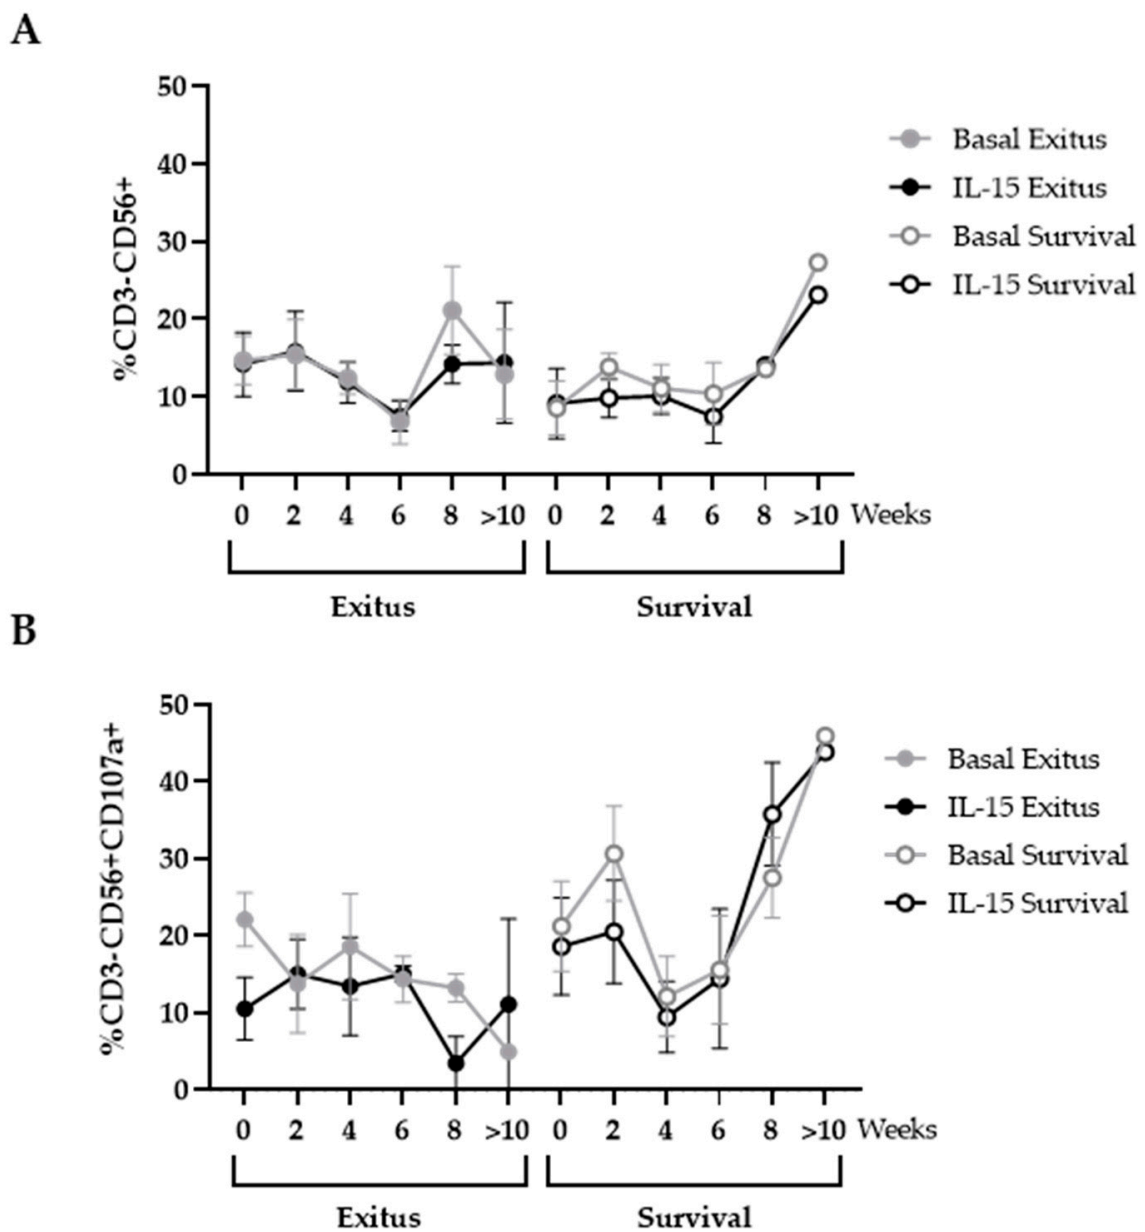 A
%CD3-CD56+
50
40
30
20
10
0
Basal Exitus
IL-15 Exitus
Basal Survival
IL-15 Survival
0 2 4 6 8 >10 0 2 4 6 8 >10 Weeks
Exitus Survival
B
%CD3-CD56+CD107a+
50
40
30
20
10
0
Basal Exitus
IL-15 Exitus
Basal Survival
IL-15 Survival
0 2 4 6 8 >10 0 2 4 6 8 >10 Weeks
Exitus Survival